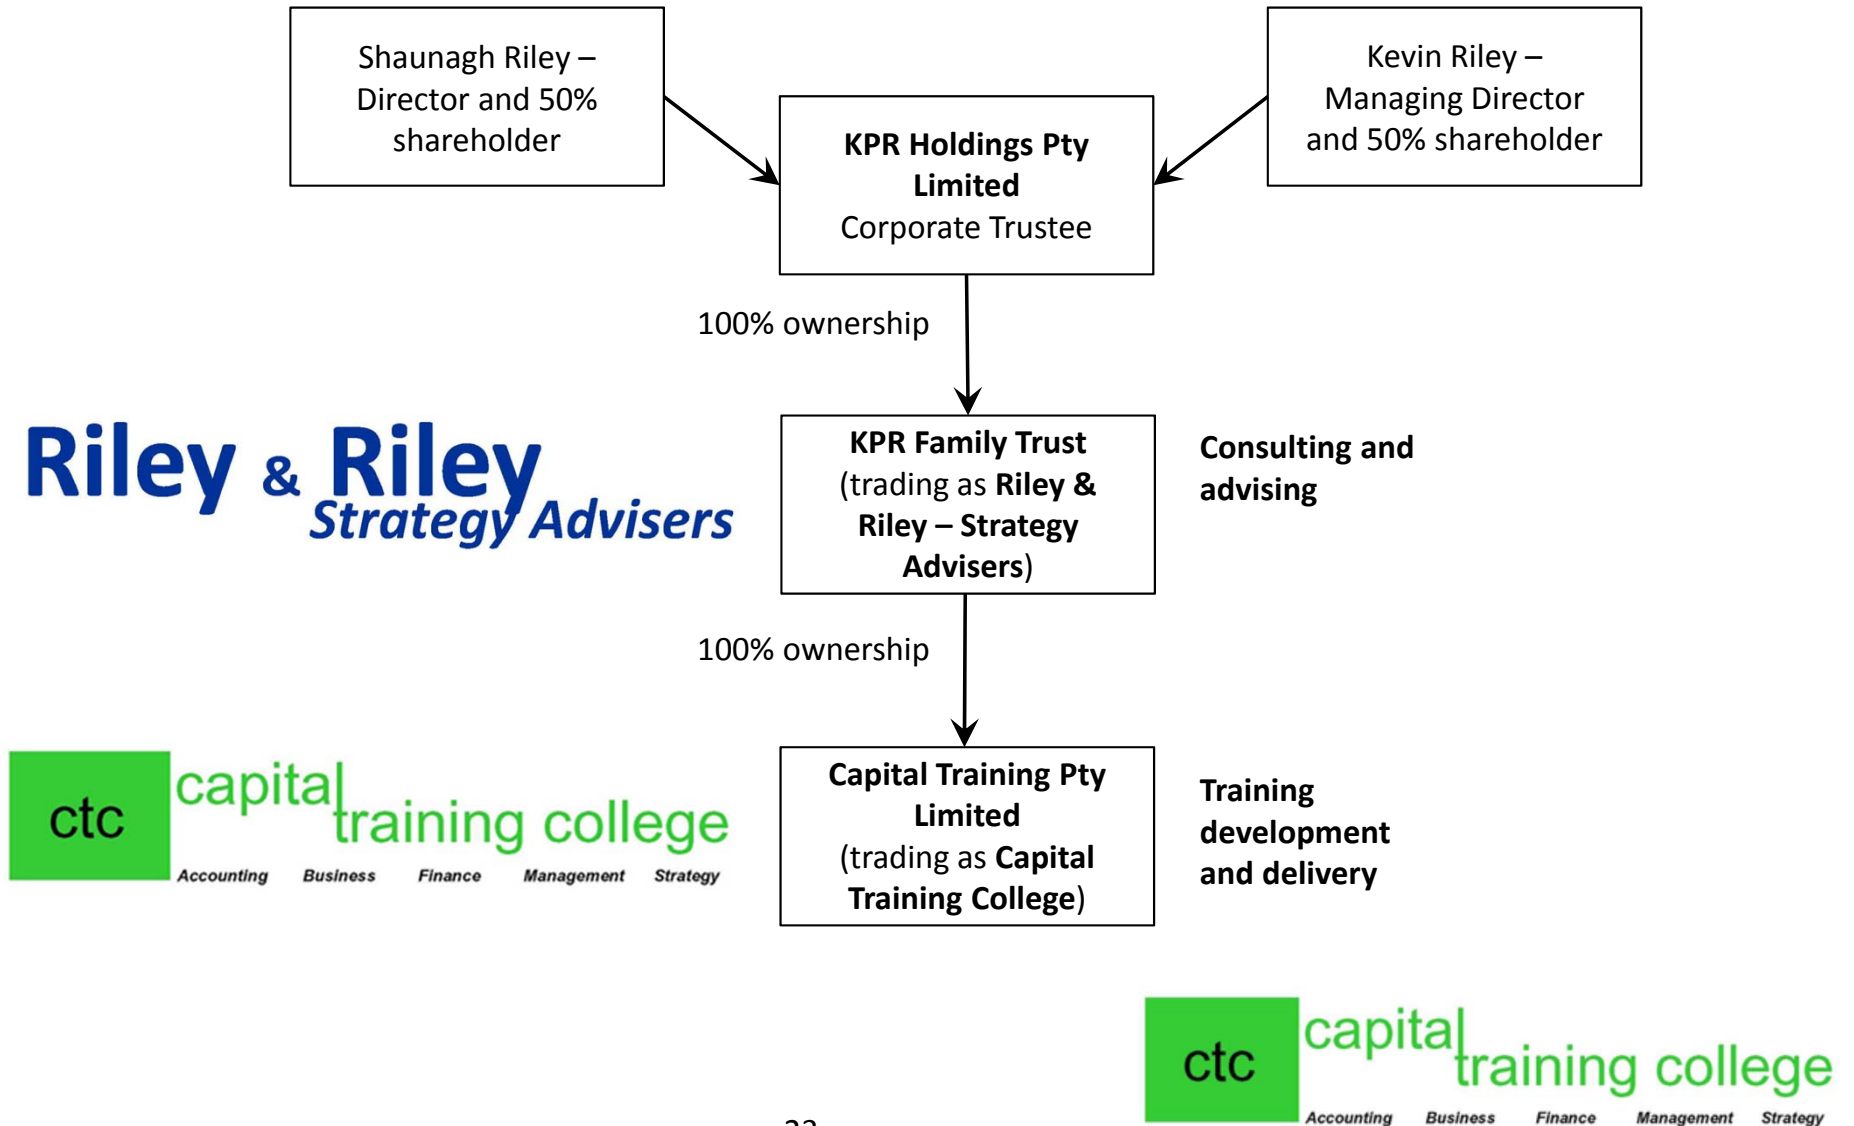 Shaunagh Riley –
Director and 50%
shareholder
Kevin Riley –
Managing Director
and 50% shareholder
KPR Holdings Pty
Limited
Corporate Trustee
100% ownership
Riley & Riley
Strategy Advisers
KPR Family Trust
(trading as Riley &
Riley – Strategy
Advisers)
Consulting and
advising
100% ownership
ctc
capital
training college
Accounting Business Finance Management Strategy
Capital Training Pty
Limited
(trading as Capital
Training College)
Training
development
and delivery
ctc
capital
training college
Accounting Business Finance Management Strategy